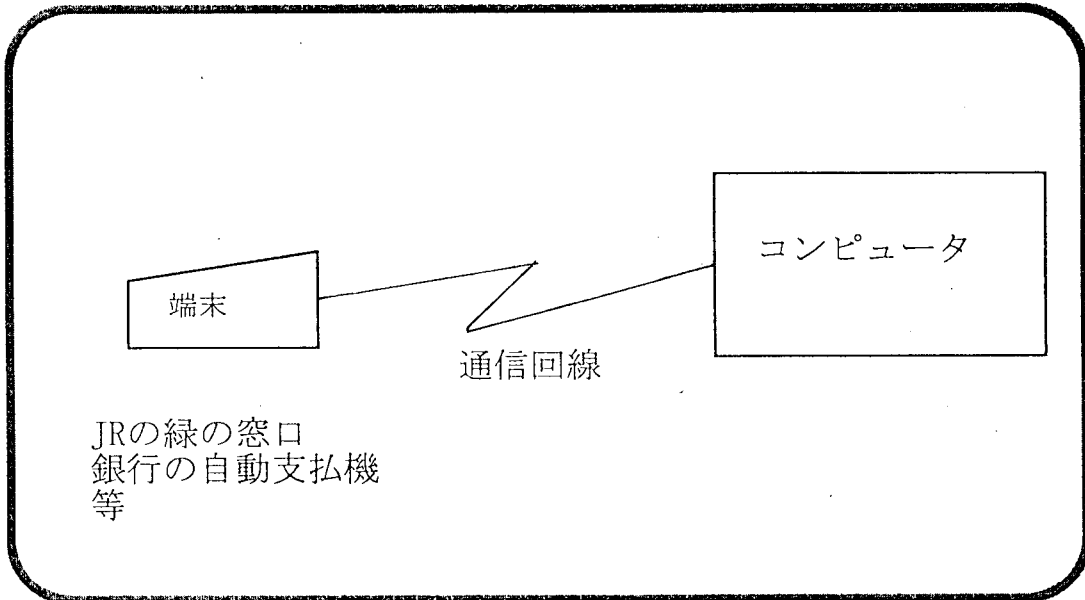 コンピュータ
端末
通信回線
JRの緑の窓口
銀行の自動支払機
等